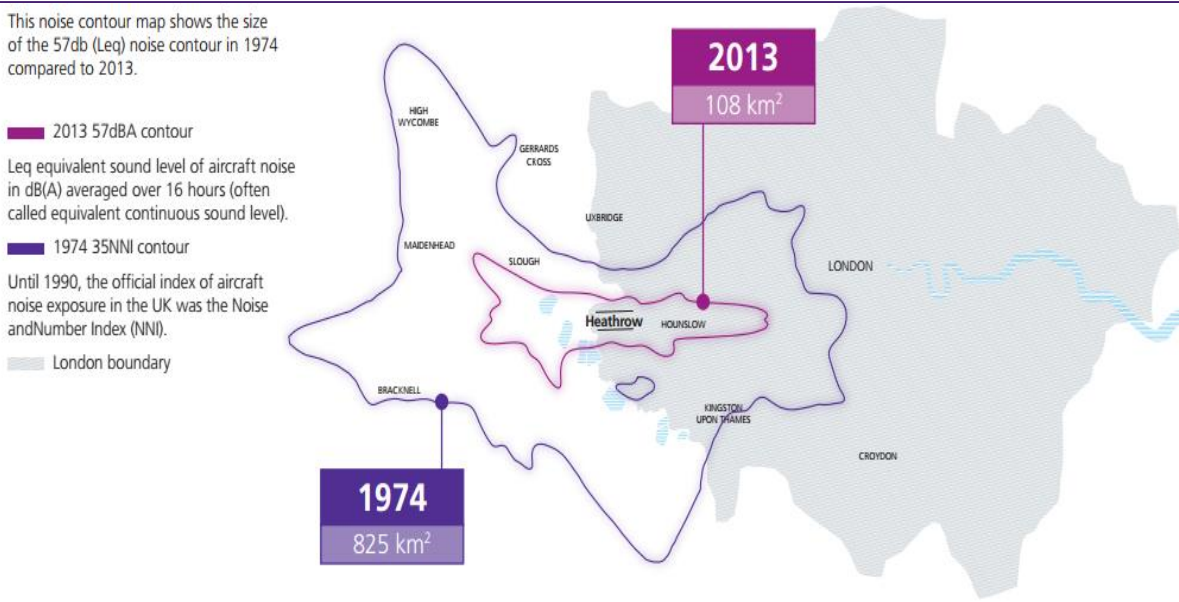 This noise contour map shows the size
of the 57db (Leq) noise contour in 1974
compared to 2013.
2013 57dBA contour
Leq equivalent sound level of aircraft noise
in dB(A) averaged over 16 hours (often
called equivalent continuous sound level).
1974 35NNI contour
Until 1990, the official index of aircraft
noise exposure in the UK was the Noise
andNumber Index (NNI).
London boundary
2013
108 km²
HIGH
WYCOMBE
GERRARDS
CROSS
UXBRIDGE
MAIDENHEAD
SLOUGH
LONDON
Heathrow
HOUNSLOW
BRACKNELL
KINGSTON
UPON THAMES
CROYDON
1974
825 km²